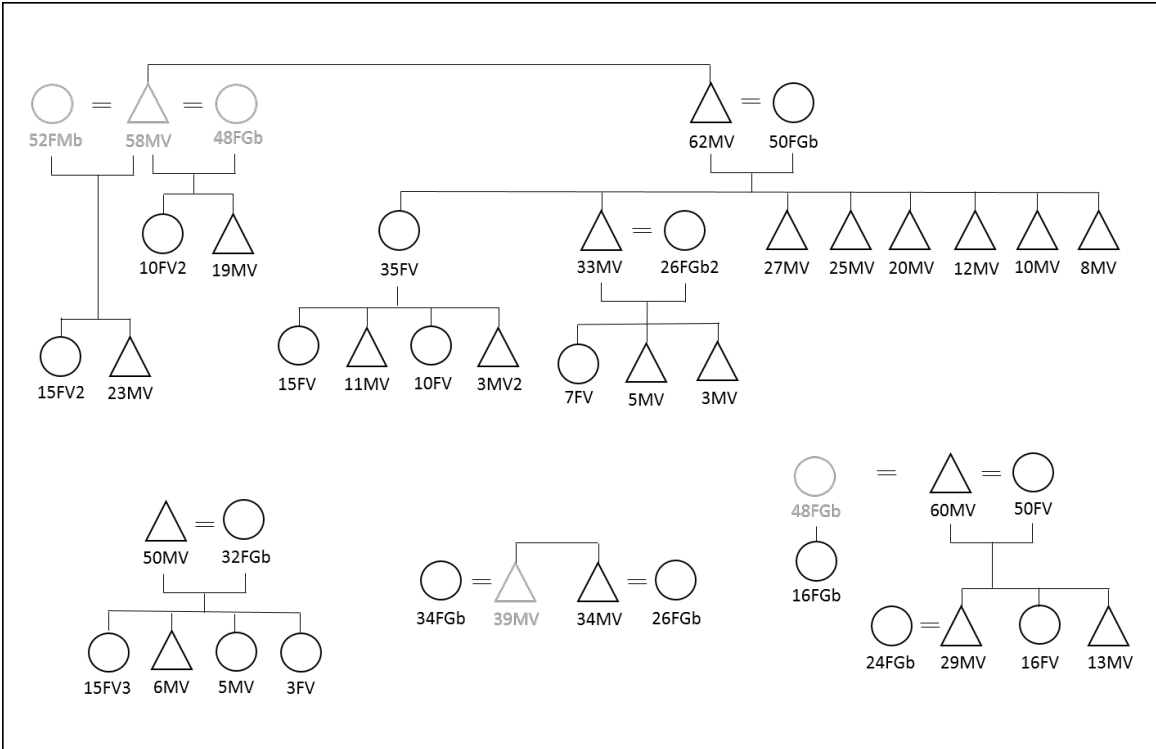 52FMb = 58MV = 48FGb
62MV = 50FGb
10FV2 19MV
35FV 33MV = 26FGb2 27MV 25MV 20MV 12MV 10MV 8MV
15FV2 23MV
15FV 11MV 10FV 3MV2
7FV 5MV 3MV
48FGb = 60MV = 50FV
16FGb
24FGb = 29MV 16FV 13MV
50MV = 32FGb
15FV3 6MV 5MV 3FV
34FGb = 39MV 34MV = 26FGb